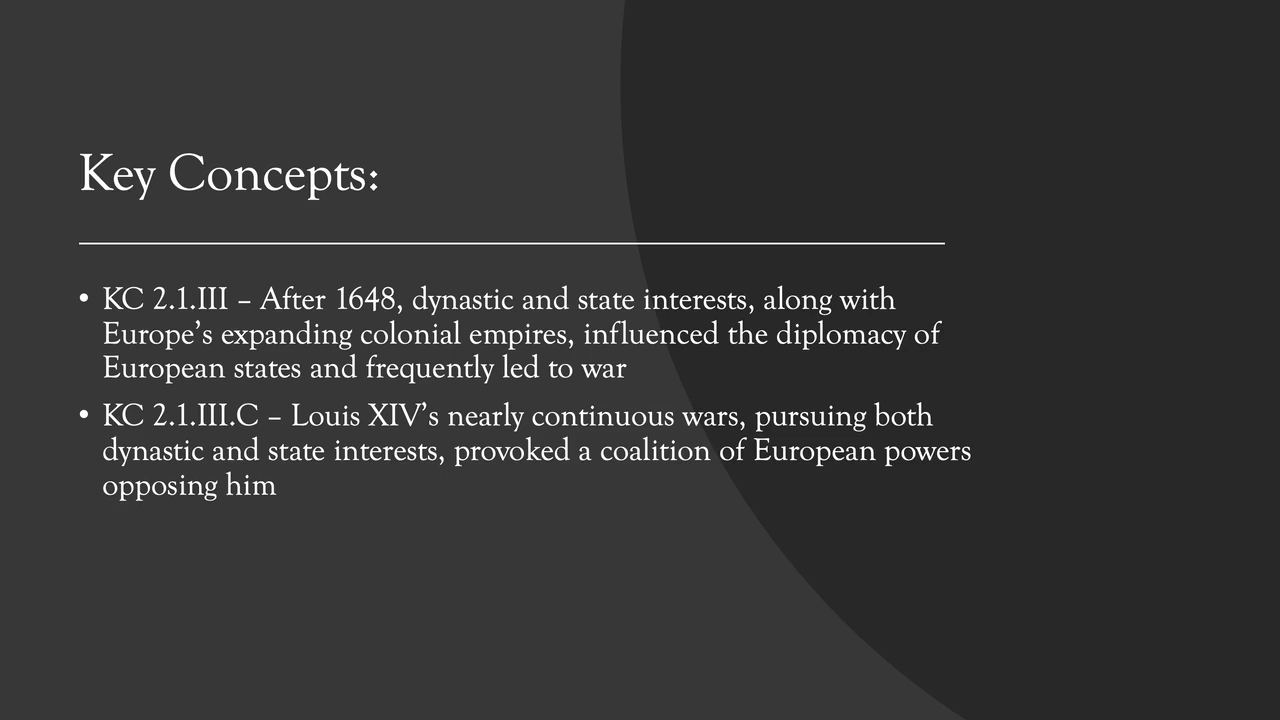 Key Concepts:
• KC 2.1.III – After 1648, dynastic and state interests, along with
Europe’s expanding colonial empires, influenced the diplomacy of
European states and frequently led to war
• KC 2.1.III.C – Louis XIV’s nearly continuous wars, pursuing both
dynastic and state interests, provoked a coalition of European powers
opposing him